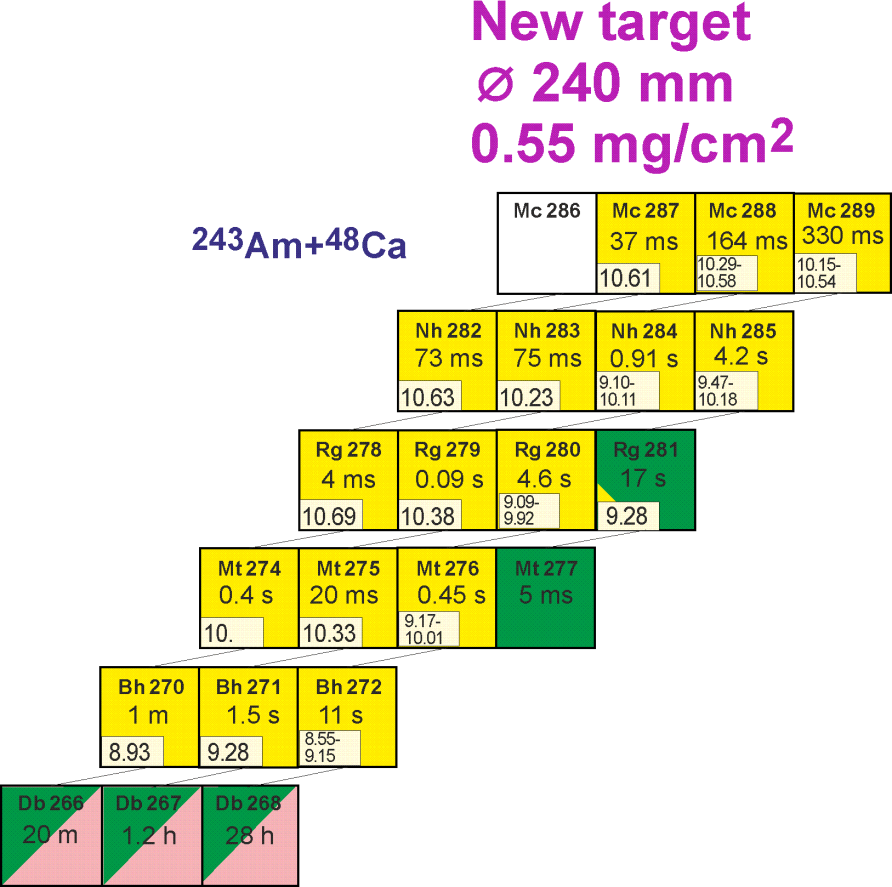 New target
⌀ 240 mm
0.55 mg/cm²
²⁴³Am+⁴⁸Ca
Mc 286
Mc 287
37 ms
10.61
Mc 288
164 ms
10.29-
10.58
Mc 289
330 ms
10.15-
10.54
Nh 282
73 ms
10.63
Nh 283
75 ms
10.23
Nh 284
0.91 s
9.10-
10.11
Nh 285
4.2 s
9.47-
10.18
Rg 278
4 ms
10.69
Rg 279
0.09 s
10.38
Rg 280
4.6 s
9.09-
9.92
Rg 281
17 s
9.28
Mt 274
0.4 s
10.
Mt 275
20 ms
10.33
Mt 276
0.45 s
9.17-
10.01
Mt 277
5 ms
Bh 270
1 m
8.93
Bh 271
1.5 s
9.28
Bh 272
11 s
8.55-
9.15
Db 266
20 m
Db 267
1.2 h
Db 268
28 h